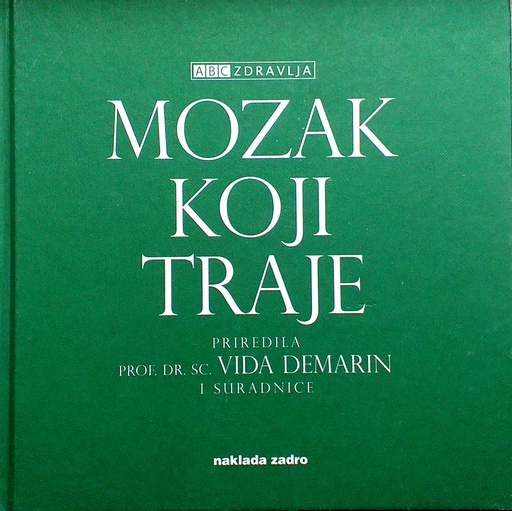 ABC ZDRAVLJA
MOZAK
KOJI
TRAJE
PRIREDILA
PROF. DR. SC. VIDA DEMARIN
I SURADNICE
naklada zadro